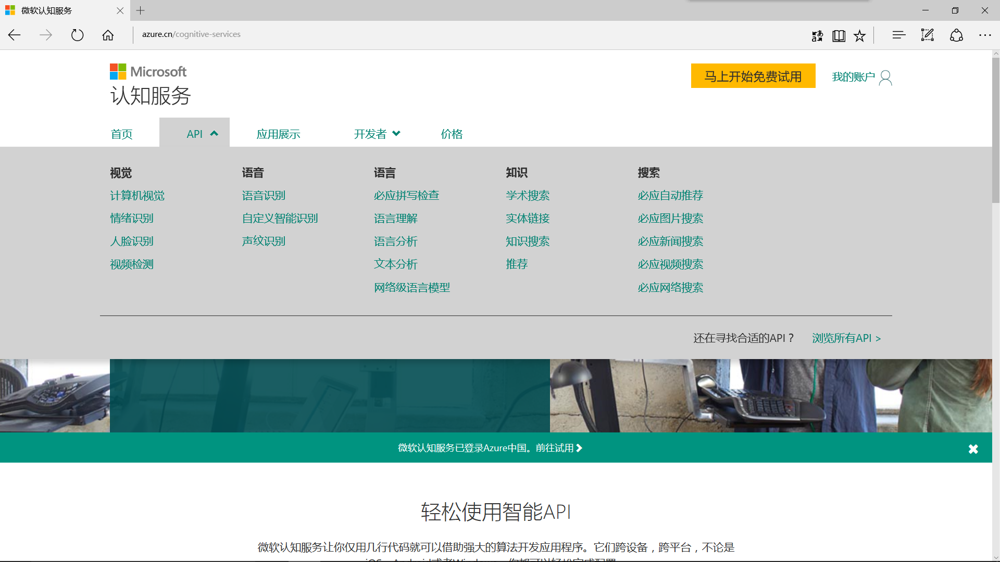 微软认知服务
azure.cn/cognitive-services
Microsoft
认知服务
马上开始免费试用
我的账户
首页
API
应用展示
开发者
价格
视觉
计算机视觉
情绪识别
人脸识别
视频检测
语音
语音识别
自定义智能识别
声纹识别
语言
必应拼写检查
语言理解
语言分析
文本分析
网络级语言模型
知识
学术搜索
实体链接
知识搜索
推荐
搜索
必应自动推荐
必应图片搜索
必应新闻搜索
必应视频搜索
必应网络搜索
还在寻找合适的API？ 浏览所有API >
微软认知服务已登录Azure中国。前往试用
轻松使用智能API
微软认知服务让你仅用几行代码就可以借助强大的算法开发应用程序。它们跨设备，跨平台，不论是